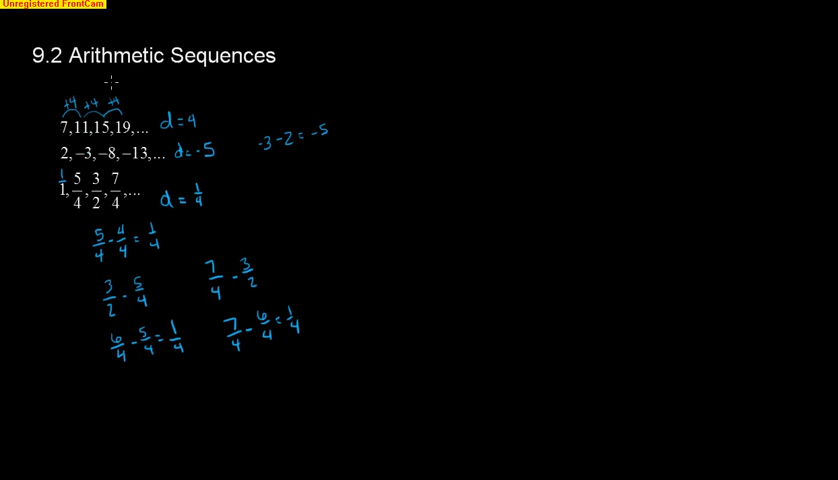 Unregistered FrontCam
9.2 Arithmetic Sequences
+4 +4 +4
7, 11, 15, 19, ... d = 4
2, −3, −8, −13, ... d = -5
-3 - 2 = -5
1/1, 5/4, 3/2, 7/4, ... d = 1/4
5/4 - 4/4 = 1/4
3/2 - 5/4
6/4 - 5/4 = 1/4
7/4 - 3/2
7/4 - 6/4 = 1/4